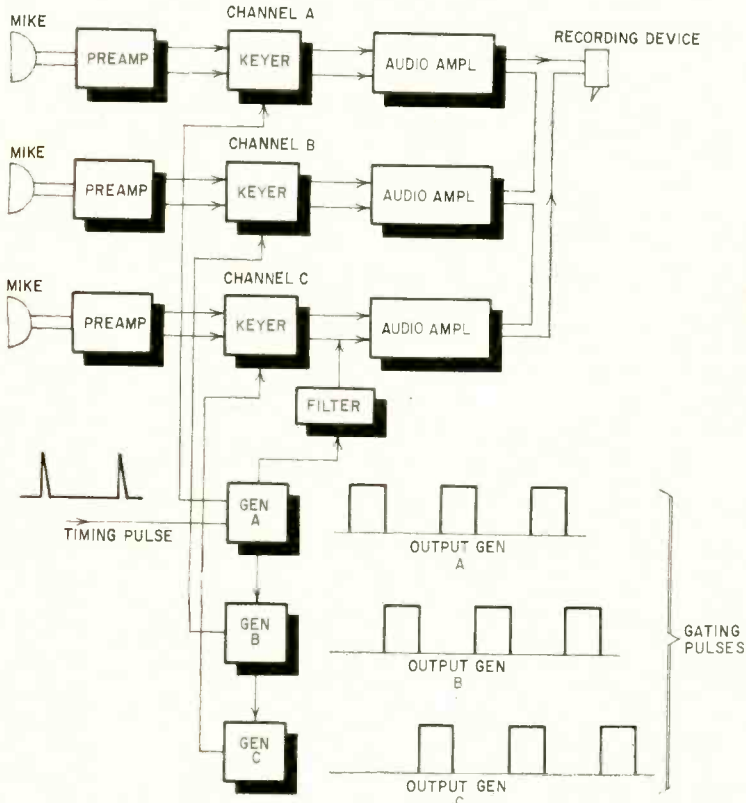 CHANNEL A
MIKE
PREAMP
KEYER
AUDIO AMPL
RECORDING DEVICE
CHANNEL B
MIKE
PREAMP
KEYER
AUDIO AMPL
CHANNEL C
MIKE
PREAMP
KEYER
AUDIO AMPL
FILTER
GEN
A
TIMING PULSE
OUTPUT GEN
A
GEN
B
OUTPUT GEN
B
GATING
PULSES
GEN
C
OUTPUT GEN
C